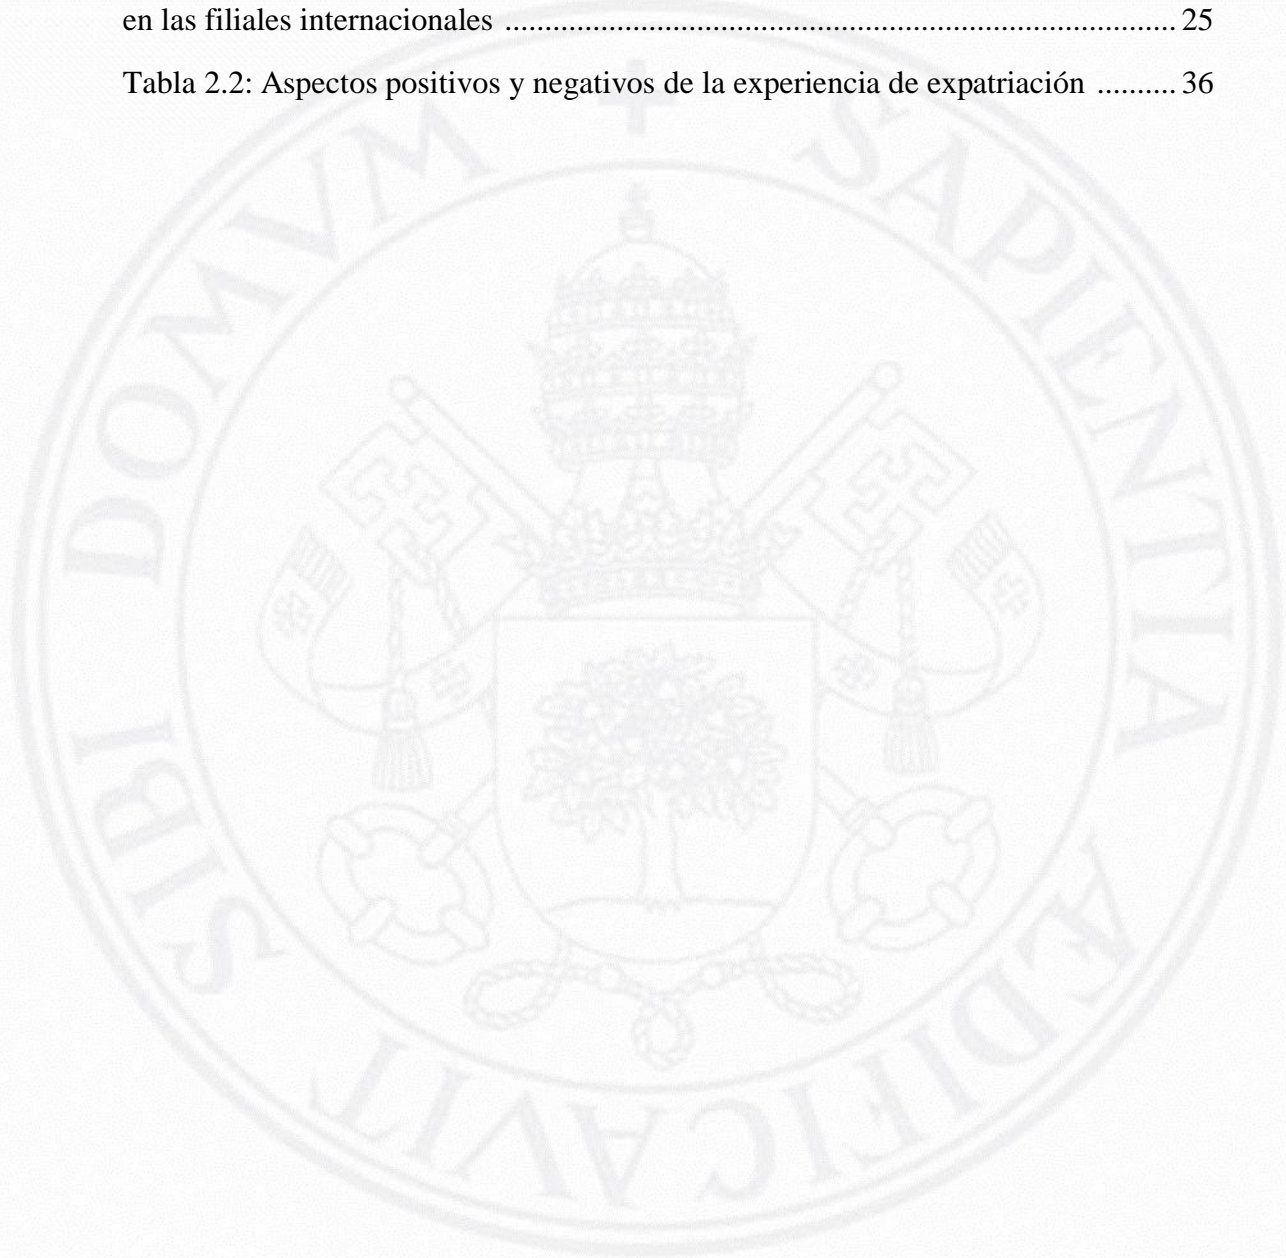 en las filiales internacionales .................................................................................... 25
Tabla 2.2: Aspectos positivos y negativos de la experiencia de expatriación .......... 36
SAPIENTIA ÆDIFICAVIT SIBI DOMVM